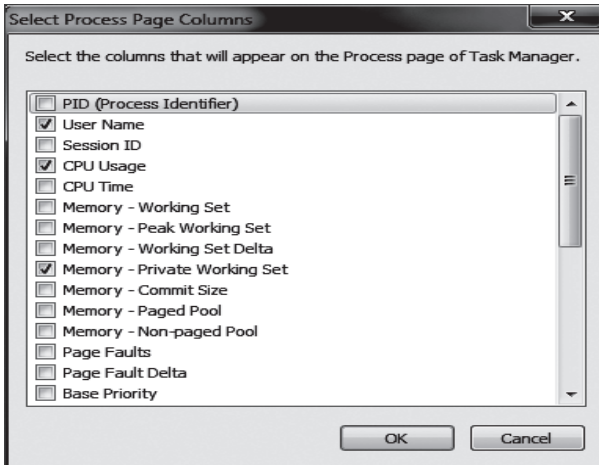 Select Process Page Columns
Select the columns that will appear on the Process page of Task Manager.
PID (Process Identifier)
User Name
Session ID
CPU Usage
CPU Time
Memory - Working Set
Memory - Peak Working Set
Memory - Working Set Delta
Memory - Private Working Set
Memory - Commit Size
Memory - Paged Pool
Memory - Non-paged Pool
Page Faults
Page Fault Delta
Base Priority
OK Cancel